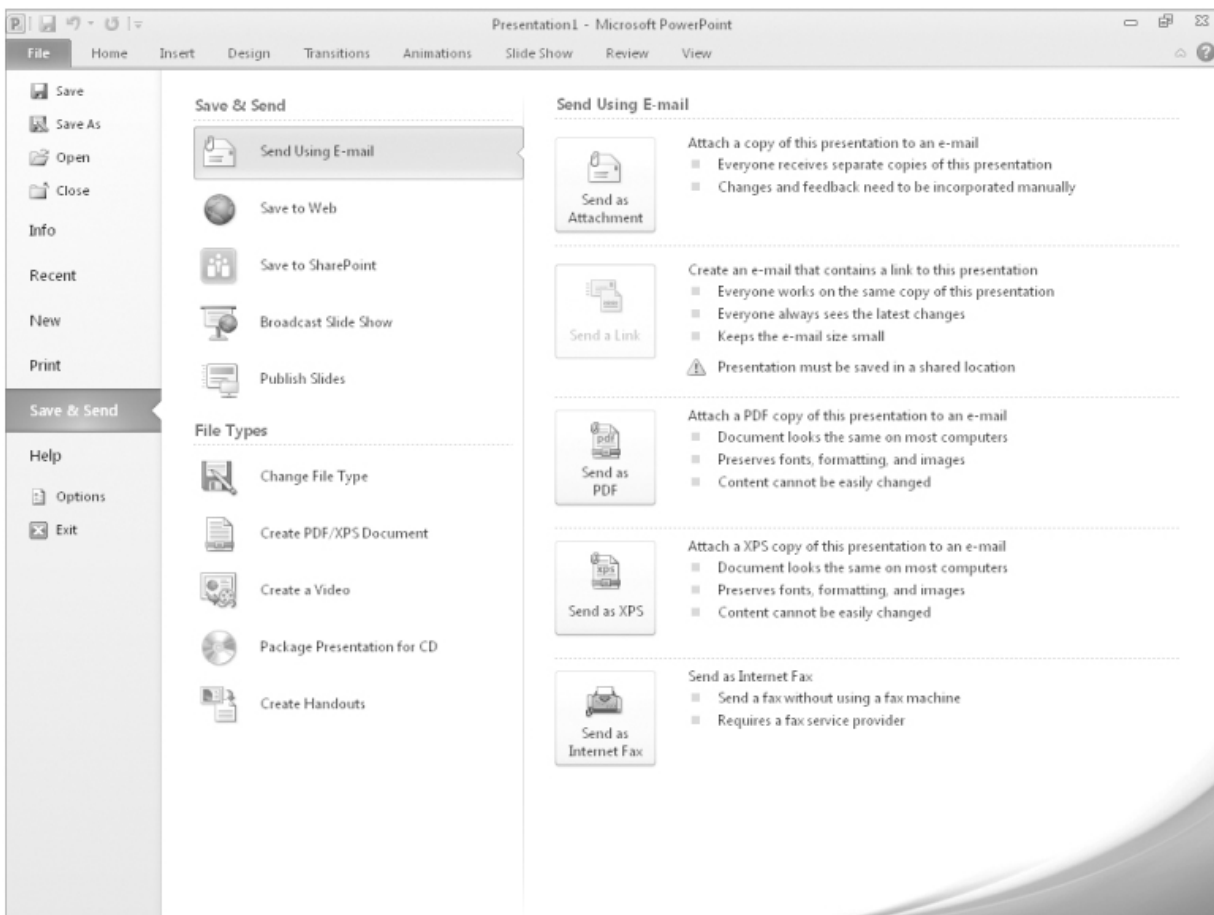 Presentation1 - Microsoft PowerPoint
File Home Insert Design Transitions Animations Slide Show Review View
Save
Save As
Open
Close
Info
Recent
New
Print
Save & Send
Help
Options
Exit
Save & Send
Send Using E-mail
Save to Web
Save to SharePoint
Broadcast Slide Show
Publish Slides
File Types
Change File Type
Create PDF/XPS Document
Create a Video
Package Presentation for CD
Create Handouts
Send Using E-mail
Send as
Attachment
Attach a copy of this presentation to an e-mail
Everyone receives separate copies of this presentation
Changes and feedback need to be incorporated manually
Send a Link
Create an e-mail that contains a link to this presentation
Everyone works on the same copy of this presentation
Everyone always sees the latest changes
Keeps the e-mail size small
Presentation must be saved in a shared location
pdf
Send as
PDF
Attach a PDF copy of this presentation to an e-mail
Document looks the same on most computers
Preserves fonts, formatting, and images
Content cannot be easily changed
xps
Send as XPS
Attach a XPS copy of this presentation to an e-mail
Document looks the same on most computers
Preserves fonts, formatting, and images
Content cannot be easily changed
Send as
Internet Fax
Send as Internet Fax
Send a fax without using a fax machine
Requires a fax service provider